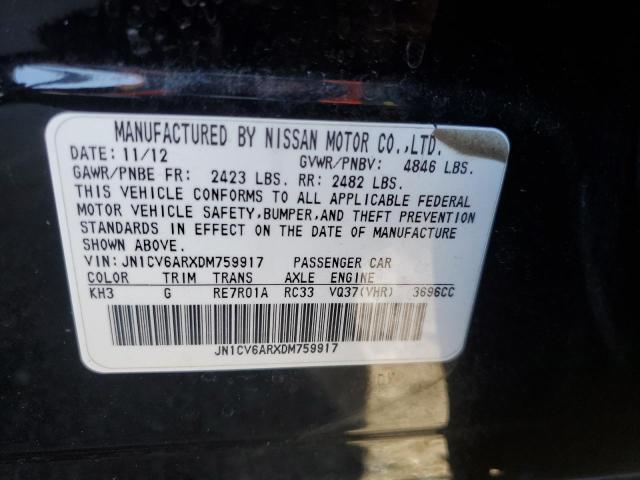 MANUFACTURED BY NISSAN MOTOR CO.,LTD.
DATE: 11/12 GVWR/PNBV: 4846 LBS.
GAWR/PNBE FR: 2423 LBS. RR: 2482 LBS.
THIS VEHICLE CONFORMS TO ALL APPLICABLE FEDERAL
MOTOR VEHICLE SAFETY,BUMPER,AND THEFT PREVENTION
STANDARDS IN EFFECT ON THE DATE OF MANUFACTURE
SHOWN ABOVE.
VIN: JN1CV6ARXDM759917 PASSENGER CAR
COLOR TRIM TRANS AXLE ENGINE
KH3 G RE7R01A RC33 VQ37(VHR) 3696CC
JN1CV6ARXDM759917